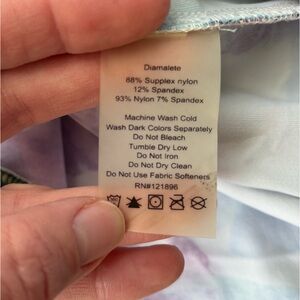 Diamalete
88% Supplex nylon
12% Spandex
93% Nylon 7% Spandex
Machine Wash Cold
Wash Dark Colors Separately
Do Not Bleach
Tumble Dry Low
Do Not Iron
Do Not Dry Clean
Do Not Use Fabric Softeners
RN#121896